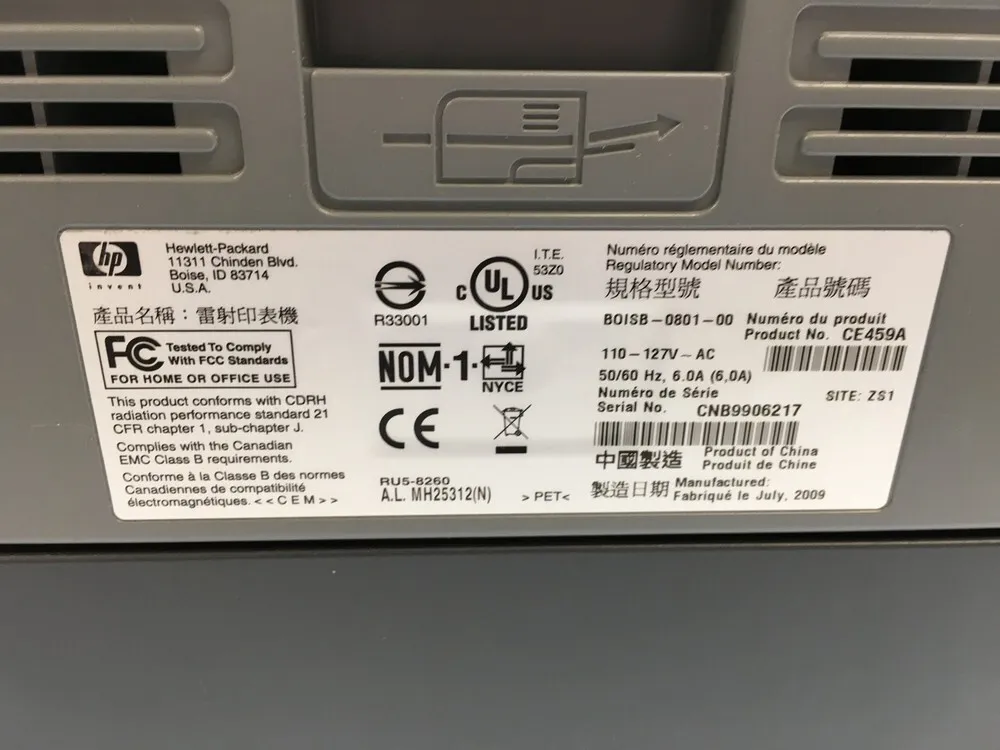 hp
invent
Hewlett-Packard
11311 Chinden Blvd.
Boise, ID 83714
U.S.A.
產品名稱：雷射印表機
FC Tested To Comply
With FCC Standards
FOR HOME OR OFFICE USE
This product conforms with CDRH
radiation performance standard 21
CFR chapter 1, sub-chapter J.
Complies with the Canadian
EMC Class B requirements.
Conforme à la Classe B des normes
Canadiennes de compatibilité
électromagnétiques. <<CEM>>
R33001
C UL US
LISTED
I.T.E.
53Z0
NOM-1-
NYCE
CE
RU5-8260
A.L. MH25312(N)
>PET<
Numéro réglementaire du modèle
Regulatory Model Number:
規格型號 產品號碼
BOISB-0801-00 Numéro du produit
Product No. CE459A
110-127V~AC
50/60 Hz, 6.0A (6,0A)
Numéro de Série SITE: ZS1
Serial No. CNB9906217
中國製造 Product of China
Produit de Chine
製造日期 Manufactured:
Fabriqué le July, 2009